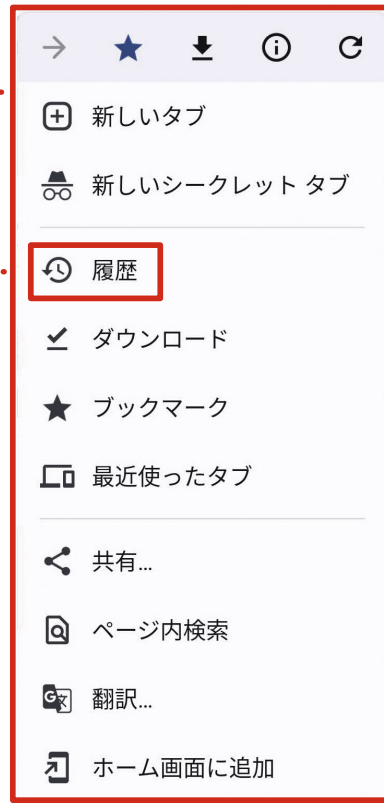 新しいタブ
新しいシークレット タブ
履歴
ダウンロード
ブックマーク
最近使ったタブ
共有...
ページ内検索
翻訳...
ホーム画面に追加